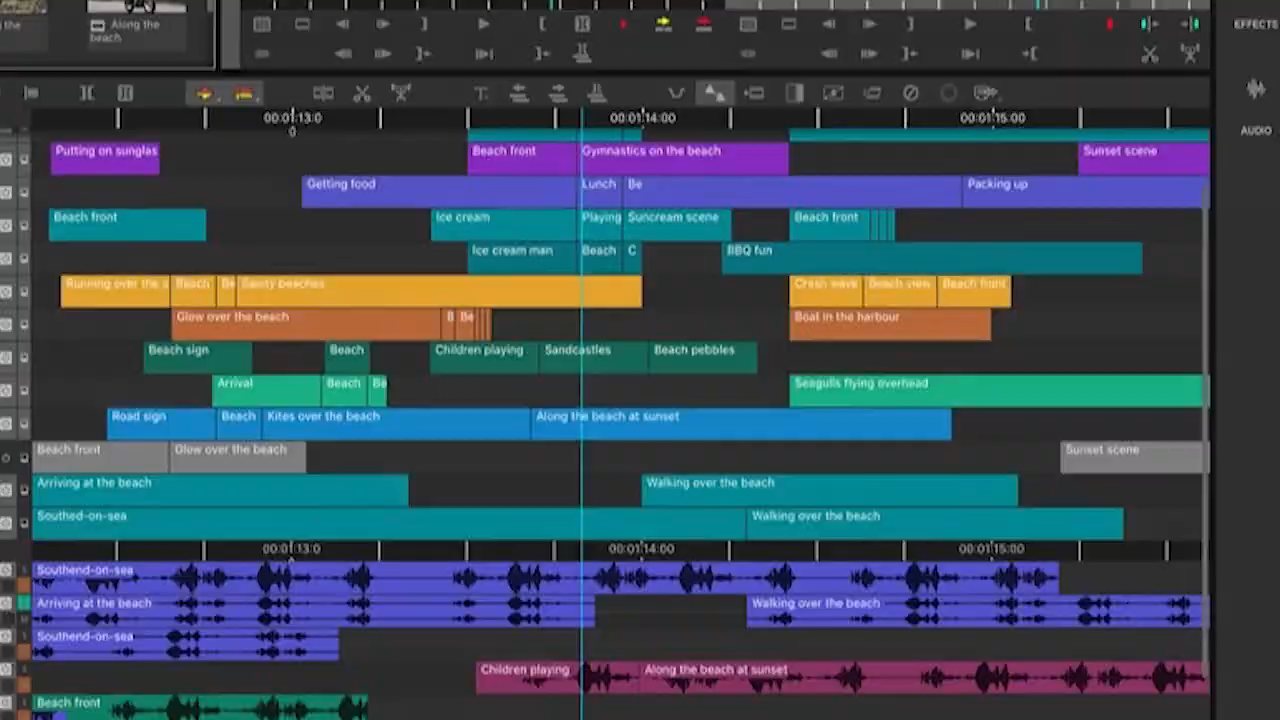 the
Along the
beach
EFFECTS
AUDIO
00:01:13:0 00:01:14:00 00:01:15:00
0
Putting on sunglas Beach front Gymnastics on the beach Sunset scene
Getting food Lunch Be Packing up
Beach front Ice cream Playing Suncream scene Beach front
Ice cream man Beach C BBQ fun
Running over the s Beach Be Sandy beaches Crash wave Beach view Beach front
Glow over the beach B Be Boat in the harbour
Beach sign Beach Children playing Sandcastles Beach pebbles
Arrival Beach Be Seagulls flying overhead
Road sign Beach Kites over the beach Along the beach at sunset
Beach front Glow over the beach Sunset scene
Arriving at the beach Walking over the beach
Southed-on-sea Walking over the beach
00:01:13:0 00:01:14:00 00:01:15:00
Southend-on-sea
Arriving at the beach Walking over the beach
Southend-on-sea
Children playing Along the beach at sunset
Beach front